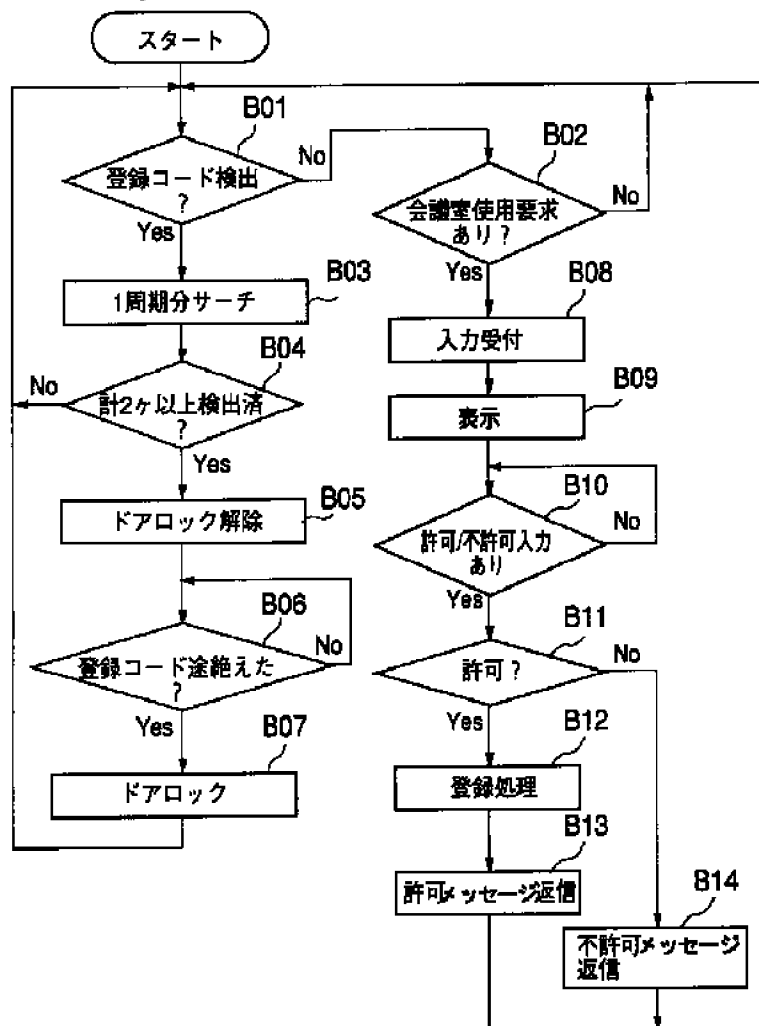 スタート
B01
登録コード検出
?
No
Yes
B02
会議室使用要求
あり?
No
Yes
B03
1周期分サーチ
B04
計2ヶ以上検出済
?
No
Yes
B05
ドアロック解除
B06
登録コード途絶えた
?
No
Yes
B07
ドアロック
B08
入力受付
B09
表示
B10
許可/不許可入力
あり
No
Yes
B11
許可?
No
Yes
B12
登録処理
B13
許可メッセージ返信
B14
不許可メッセージ
返信